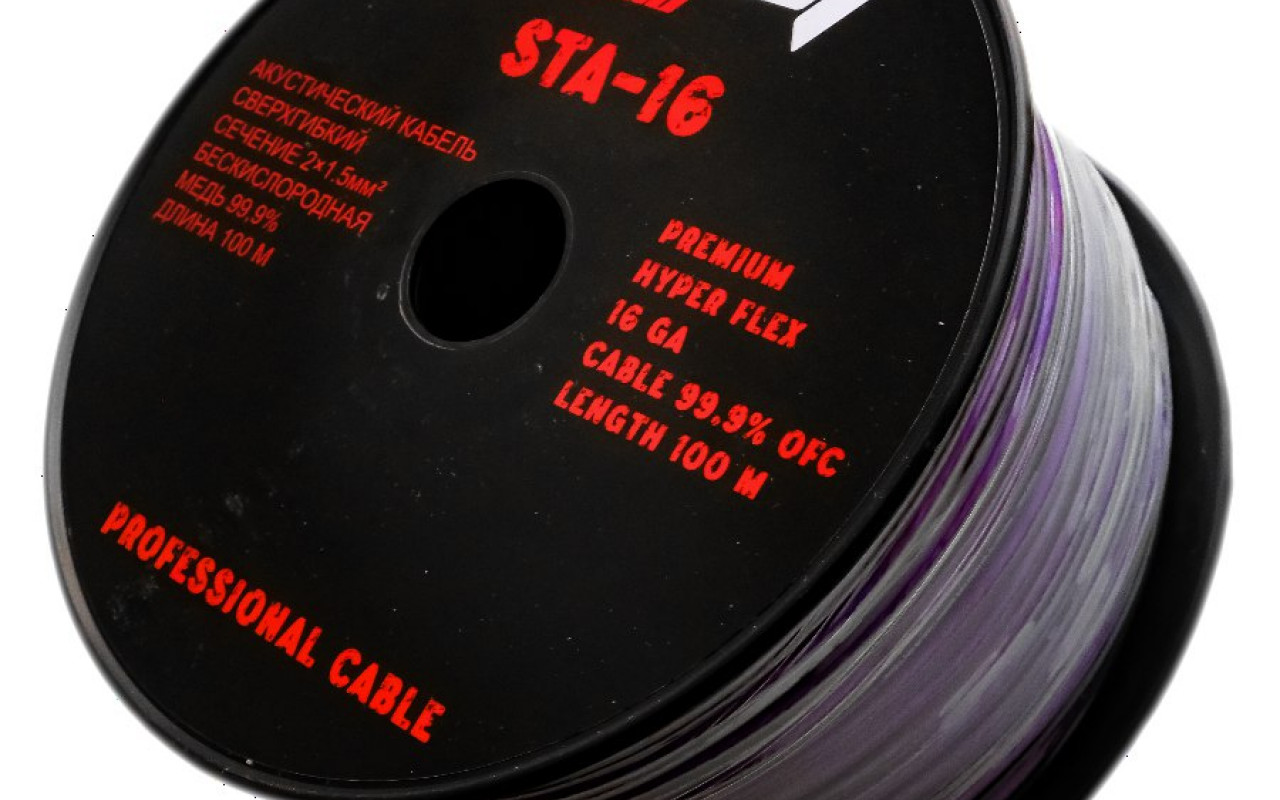 STA-16
АКУСТИЧЕСКИЙ КАБЕЛЬ
СВЕРХГИБКИЙ
СЕЧЕНИЕ 2×1.5мм²
БЕСКИСЛОРОДНАЯ
МЕДЬ 99.9%
ДЛИНА 100 М
PREMIUM
HYPER FLEX
16 GA
CABLE 99,9% OFC
LENGTH 100 M
PROFESSIONAL CABLE